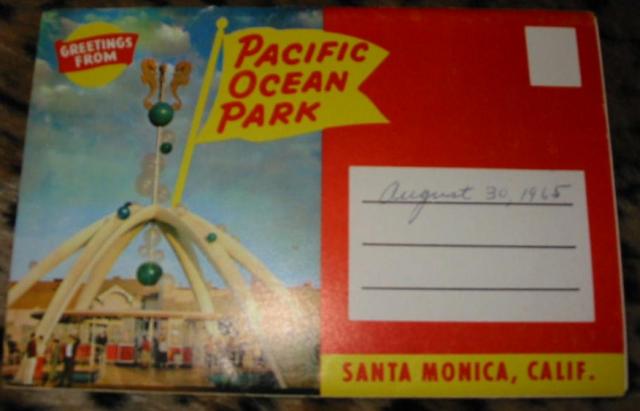 GREETINGS
FROM
PACIFIC
OCEAN
PARK
August 30, 1965
SANTA MONICA, CALIF.